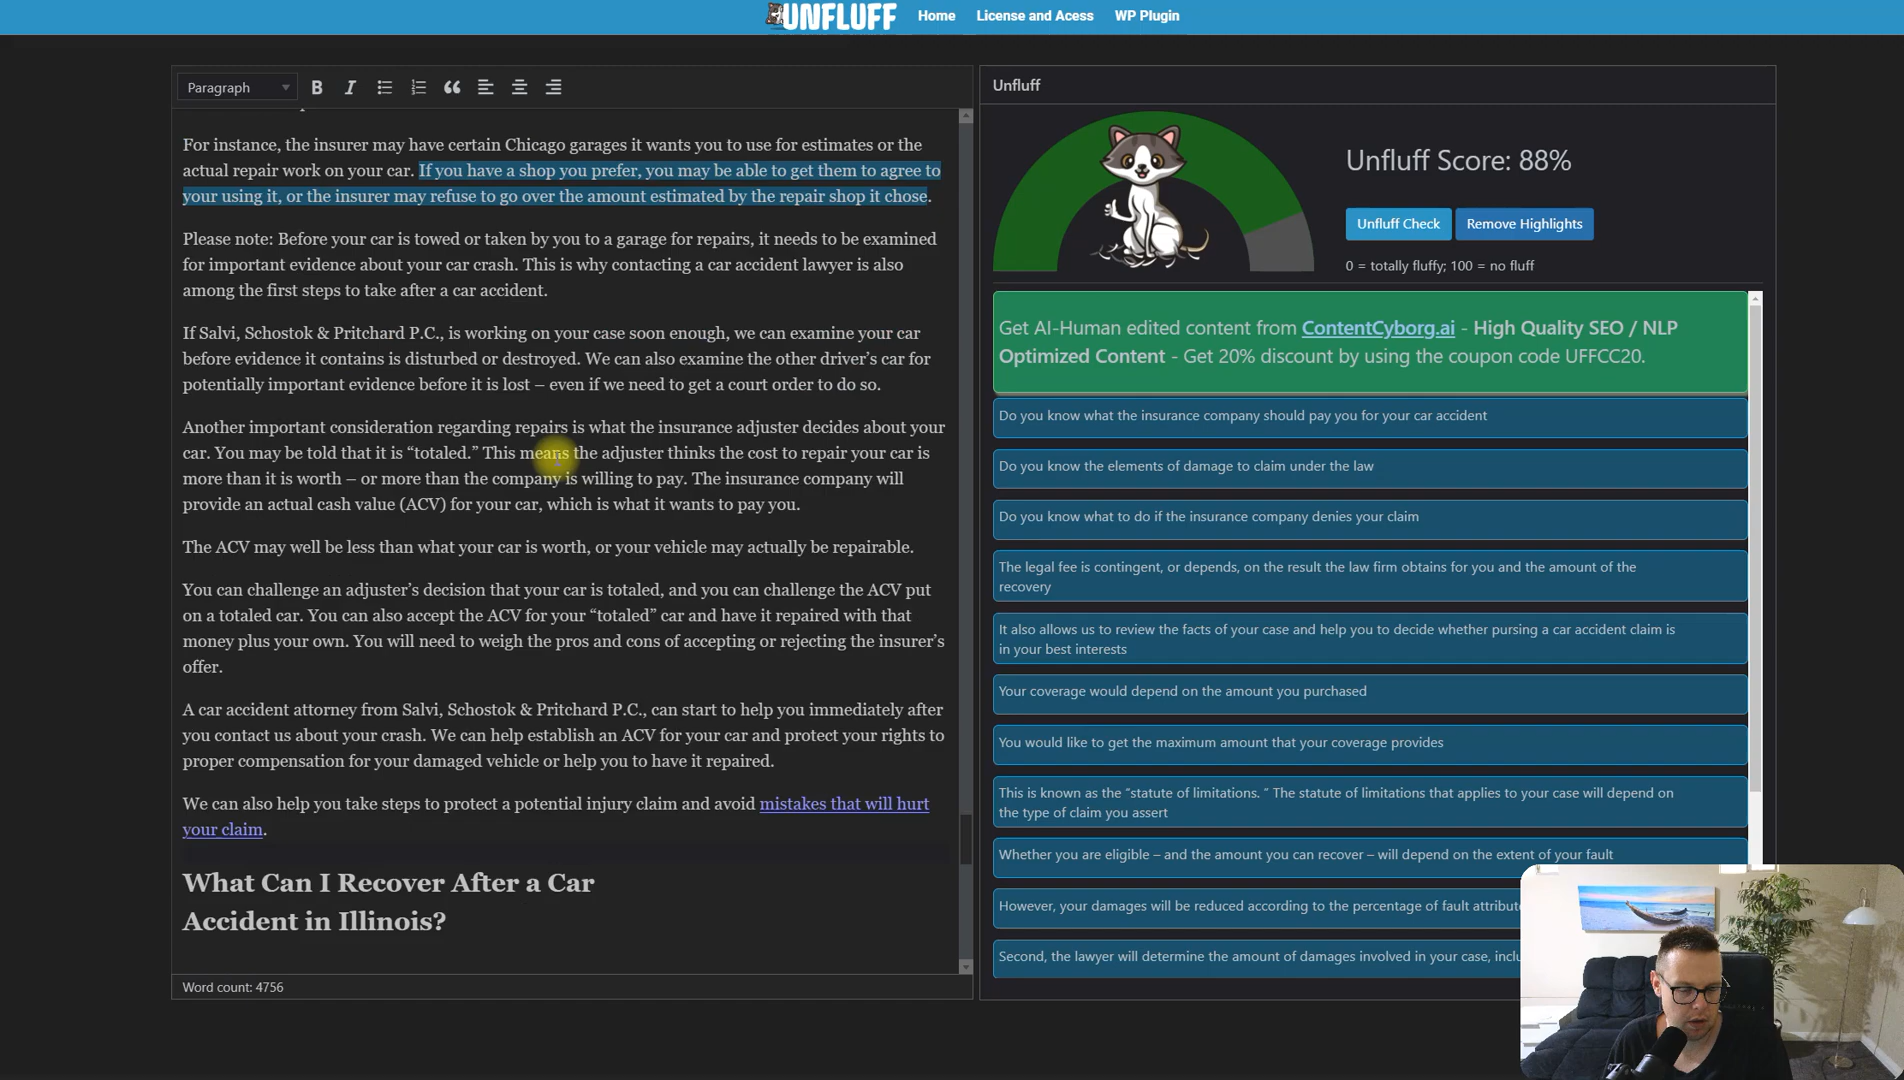 UNFLUFF
Home
License and Acess
WP Plugin
Paragraph
For instance, the insurer may have certain Chicago garages it wants you to use for estimates or the
actual repair work on your car. If you have a shop you prefer, you may be able to get them to agree to
your using it, or the insurer may refuse to go over the amount estimated by the repair shop it chose.
Please note: Before your car is towed or taken by you to a garage for repairs, it needs to be examined
for important evidence about your car crash. This is why contacting a car accident lawyer is also
among the first steps to take after a car accident.
If Salvi, Schostok & Pritchard P.C., is working on your case soon enough, we can examine your car
before evidence it contains is disturbed or destroyed. We can also examine the other driver’s car for
potentially important evidence before it is lost – even if we need to get a court order to do so.
Another important consideration regarding repairs is what the insurance adjuster decides about your
car. You may be told that it is “totaled.” This means the adjuster thinks the cost to repair your car is
more than it is worth – or more than the company is willing to pay. The insurance company will
provide an actual cash value (ACV) for your car, which is what it wants to pay you.
The ACV may well be less than what your car is worth, or your vehicle may actually be repairable.
You can challenge an adjuster’s decision that your car is totaled, and you can challenge the ACV put
on a totaled car. You can also accept the ACV for your “totaled” car and have it repaired with that
money plus your own. You will need to weigh the pros and cons of accepting or rejecting the insurer’s
offer.
A car accident attorney from Salvi, Schostok & Pritchard P.C., can start to help you immediately after
you contact us about your crash. We can help establish an ACV for your car and protect your rights to
proper compensation for your damaged vehicle or help you to have it repaired.
We can also help you take steps to protect a potential injury claim and avoid mistakes that will hurt
your claim.
What Can I Recover After a Car
Accident in Illinois?
Word count: 4756
Unfluff
Unfluff Score: 88%
Unfluff Check
Remove Highlights
0 = totally fluffy; 100 = no fluff
Get AI-Human edited content from ContentCyborg.ai - High Quality SEO / NLP
Optimized Content - Get 20% discount by using the coupon code UFFCC20.
Do you know what the insurance company should pay you for your car accident
Do you know the elements of damage to claim under the law
Do you know what to do if the insurance company denies your claim
The legal fee is contingent, or depends, on the result the law firm obtains for you and the amount of the
recovery
It also allows us to review the facts of your case and help you to decide whether pursing a car accident claim is
in your best interests
Your coverage would depend on the amount you purchased
You would like to get the maximum amount that your coverage provides
This is known as the “statute of limitations. ” The statute of limitations that applies to your case will depend on
the type of claim you assert
Whether you are eligible – and the amount you can recover – will depend on the extent of your fault
However, your damages will be reduced according to the percentage of fault
Second, the lawyer will determine the amount of damages involved in your case,